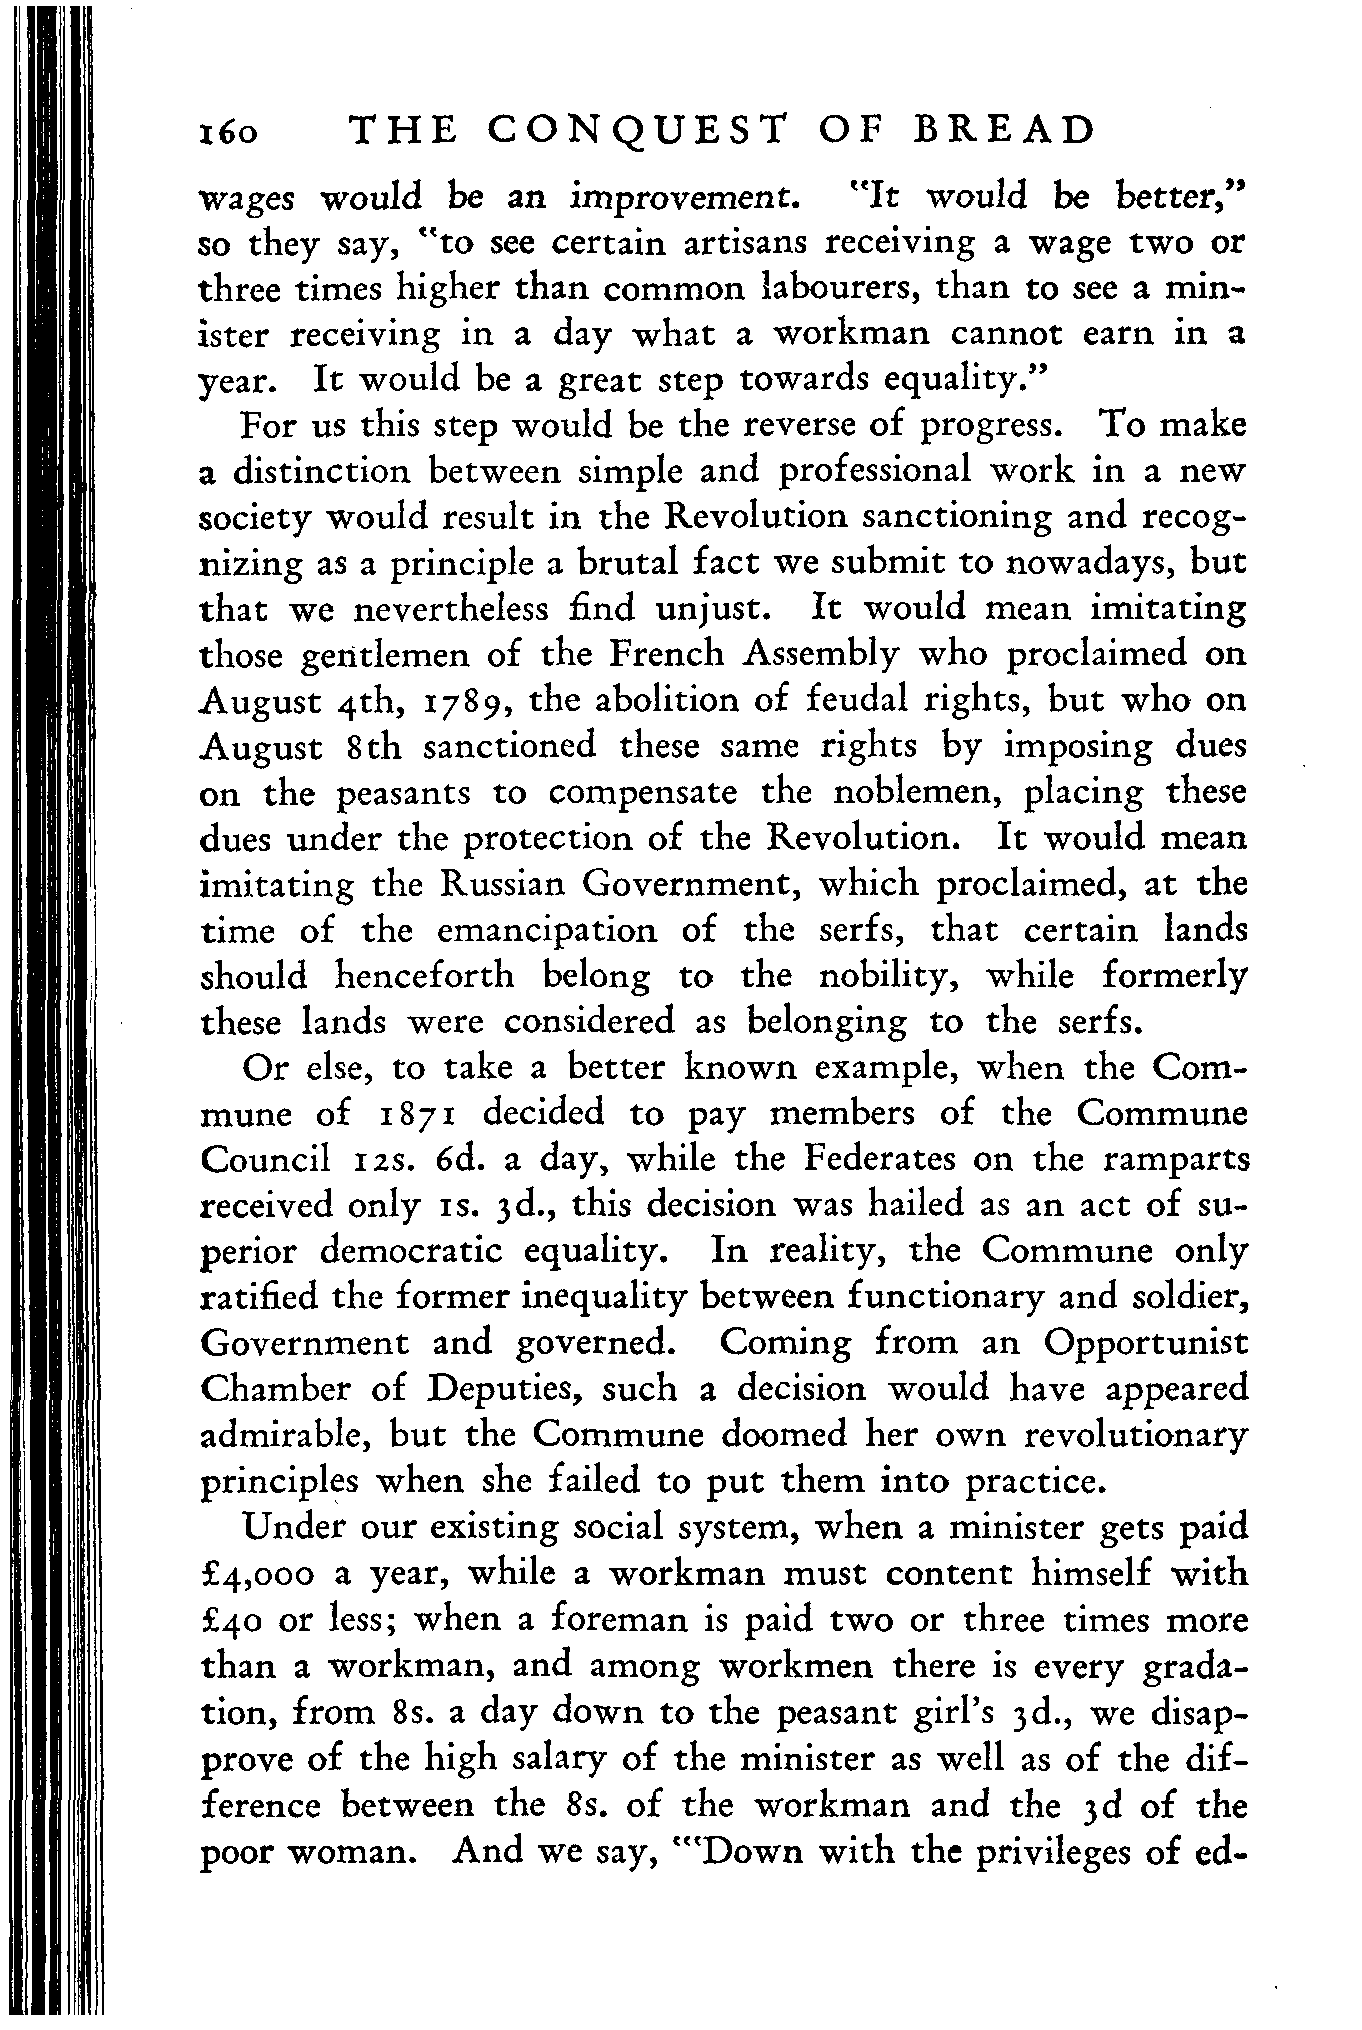 160 THE CONQUEST OF BREAD
wages would be an improvement. "It would be better,"
so they say, "to see certain artisans receiving a wage two or
three times higher than common labourers, than to see a min-
ister receiving in a day what a workman cannot earn in a
year. It would be a great step towards equality."
For us this step would be the reverse of progress. To make
a distinction between simple and professional work in a new
society would result in the Revolution sanctioning and recog-
nizing as a principle a brutal fact we submit to nowadays, but
that we nevertheless find unjust. It would mean imitating
those gentlemen of the French Assembly who proclaimed on
August 4th, 1789, the abolition of feudal rights, but who on
August 8th sanctioned these same rights by imposing dues
on the peasants to compensate the noblemen, placing these
dues under the protection of the Revolution. It would mean
imitating the Russian Government, which proclaimed, at the
time of the emancipation of the serfs, that certain lands
should henceforth belong to the nobility, while formerly
these lands were considered as belonging to the serfs.
Or else, to take a better known example, when the Com-
mune of 1871 decided to pay members of the Commune
Council 12s. 6d. a day, while the Federates on the ramparts
received only 1s. 3d., this decision was hailed as an act of su-
perior democratic equality. In reality, the Commune only
ratified the former inequality between functionary and soldier,
Government and governed. Coming from an Opportunist
Chamber of Deputies, such a decision would have appeared
admirable, but the Commune doomed her own revolutionary
principles when she failed to put them into practice.
Under our existing social system, when a minister gets paid
£4,000 a year, while a workman must content himself with
£40 or less; when a foreman is paid two or three times more
than a workman, and among workmen there is every grada-
tion, from 8s. a day down to the peasant girl's 3d., we disap-
prove of the high salary of the minister as well as of the dif-
ference between the 8s. of the workman and the 3d of the
poor woman. And we say, "'Down with the privileges of ed-